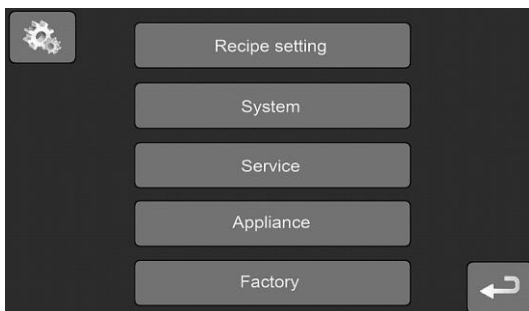 Recipe setting
System
Service
Appliance
Factory